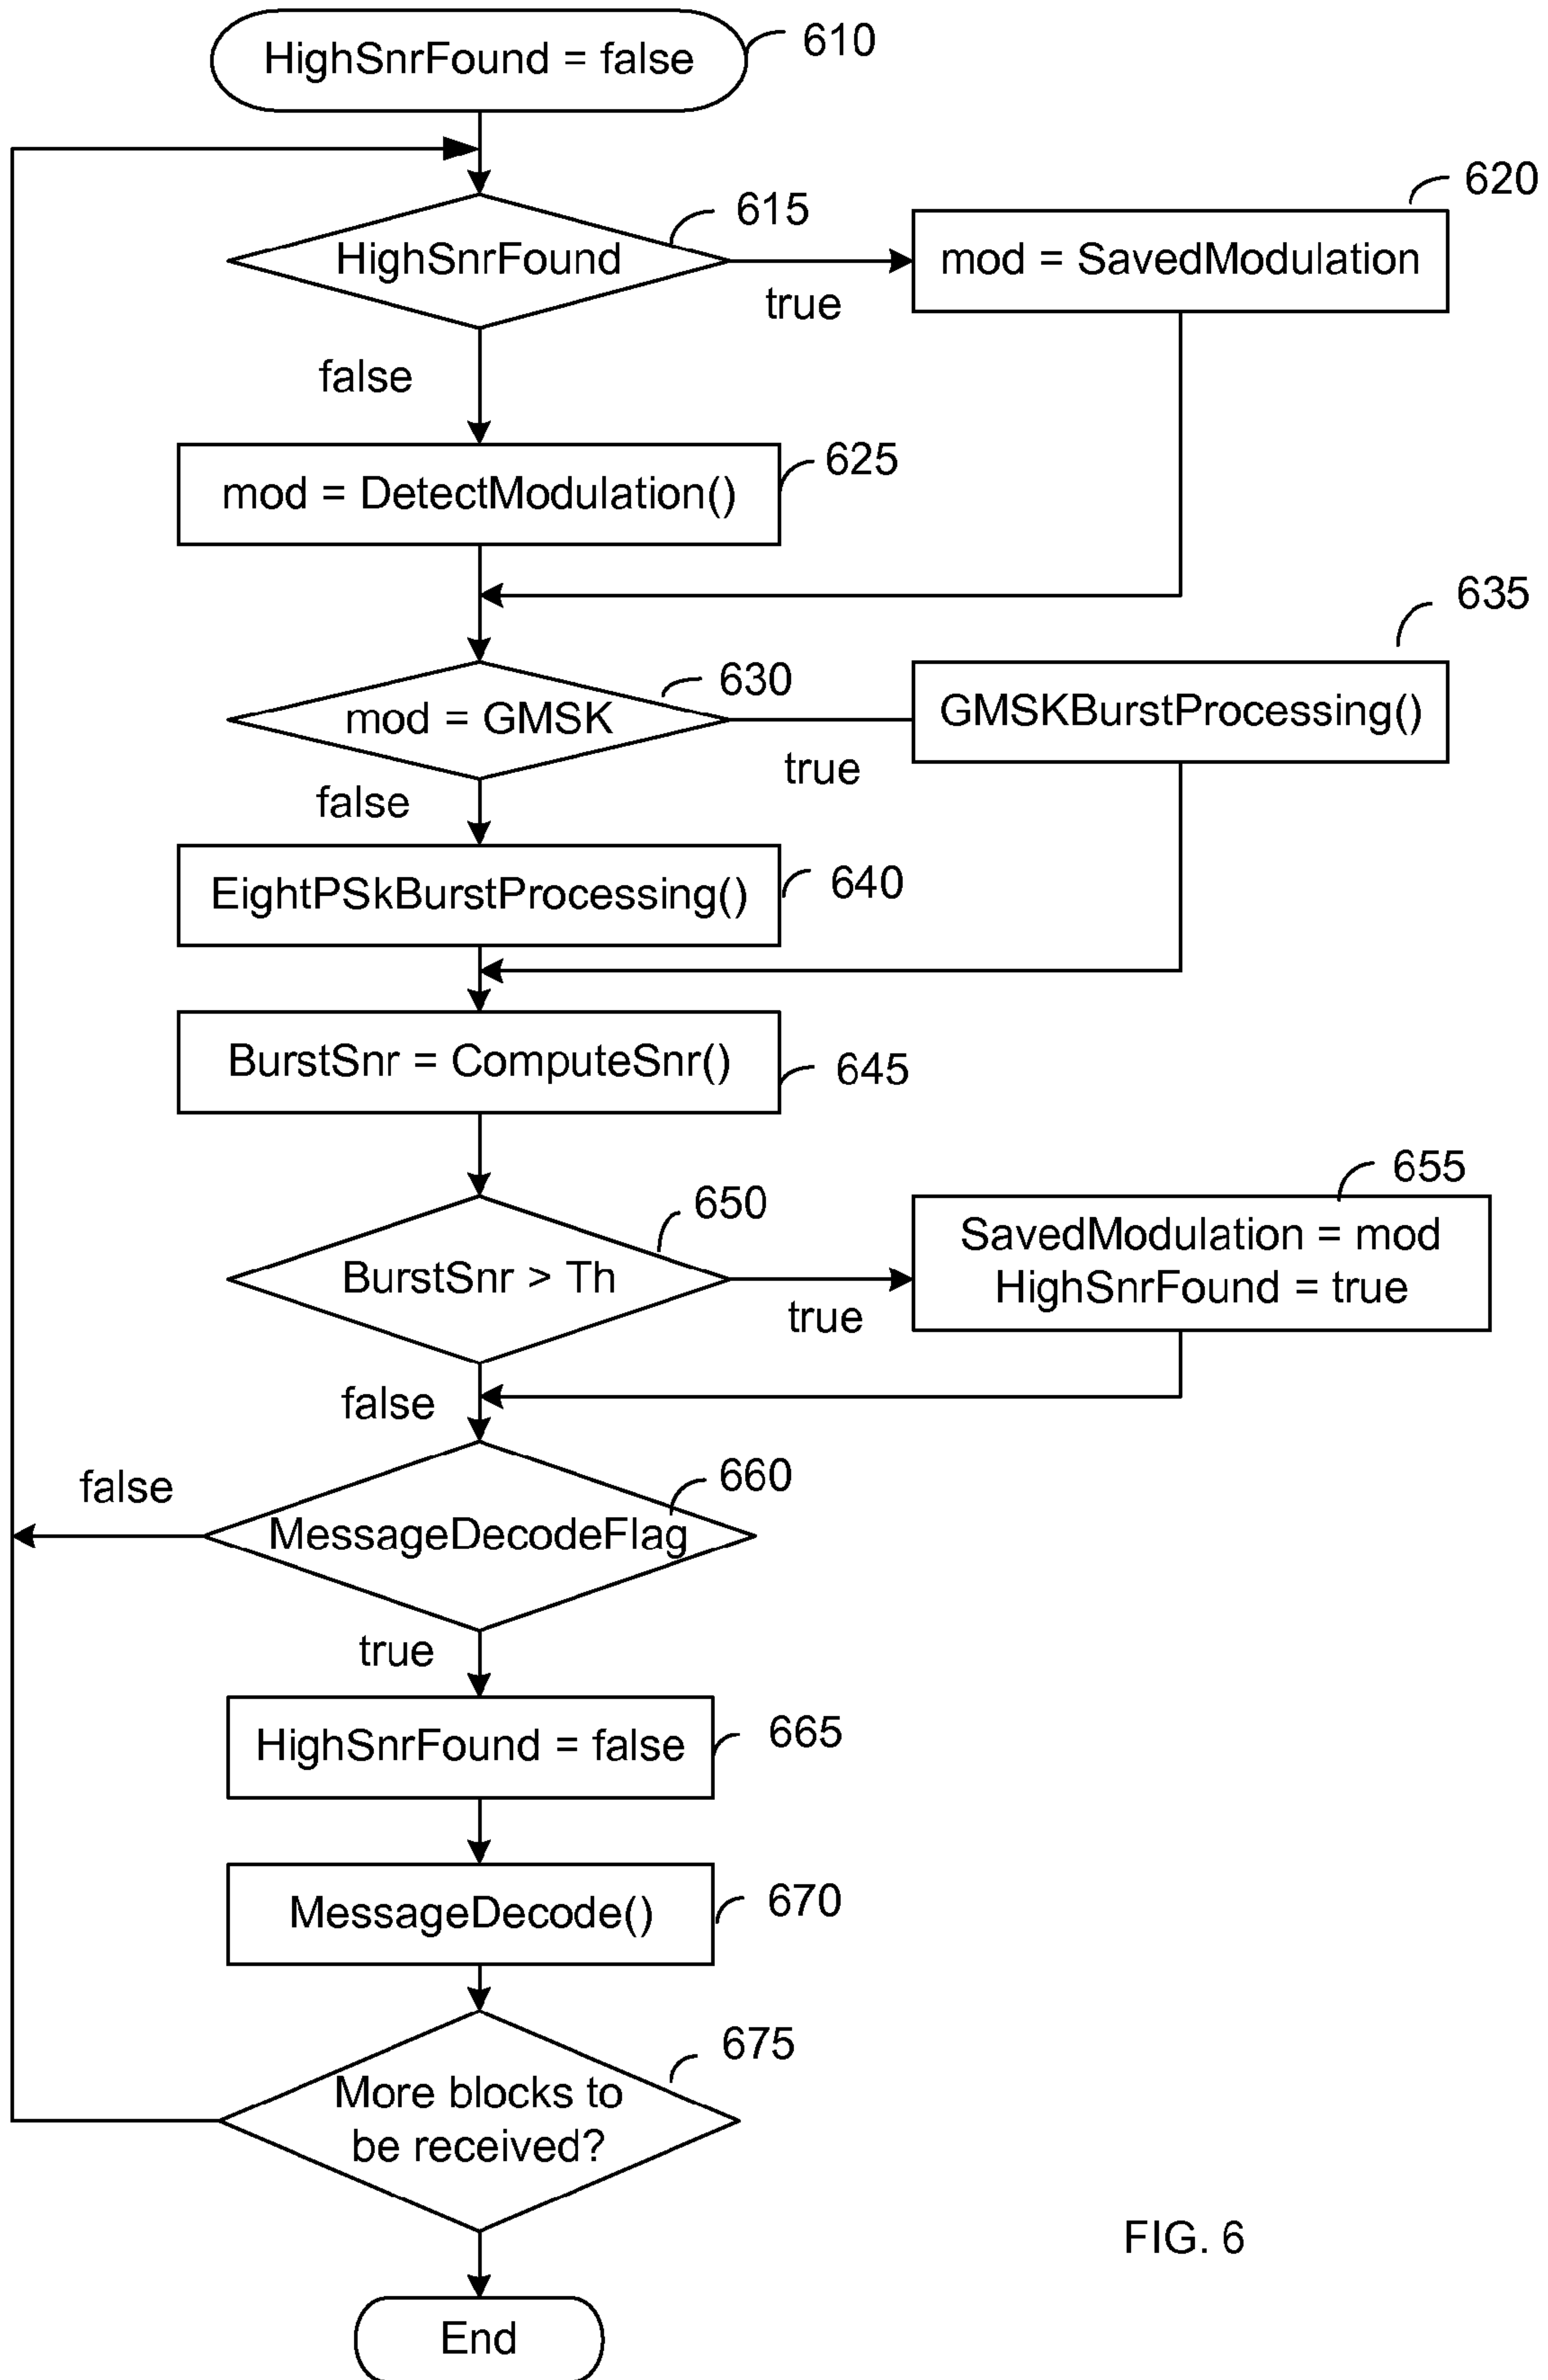 HighSnrFound = false
610
HighSnrFound
615
true
false
mod = SavedModulation
620
mod = DetectModulation()
625
mod = GMSK
630
true
false
GMSKBurstProcessing()
635
EightPSkBurstProcessing()
640
BurstSnr = ComputeSnr()
645
BurstSnr > Th
650
true
false
SavedModulation = mod
HighSnrFound = true
655
MessageDecodeFlag
660
false
true
HighSnrFound = false
665
MessageDecode()
670
More blocks to
be received?
675
End
FIG. 6